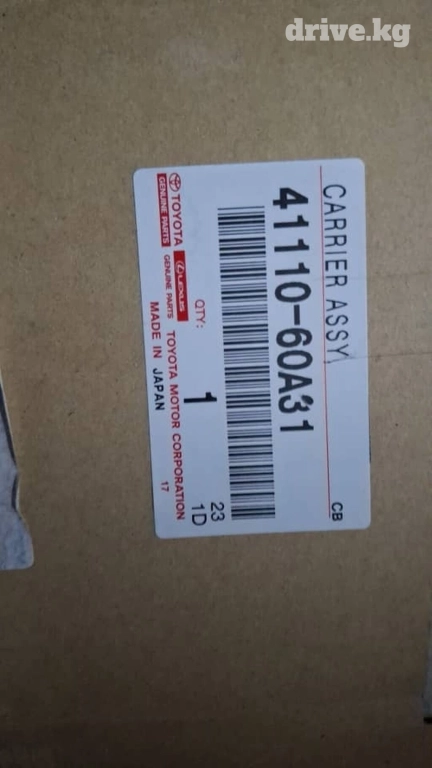 drive.kg
CARRIER ASSY,
41110-60A31
CB
QTY: 1
23
1D
TOYOTA
GENUINE PARTS
LEXUS
GENUINE PARTS
TOYOTA MOTOR CORPORATION
MADE IN JAPAN
17